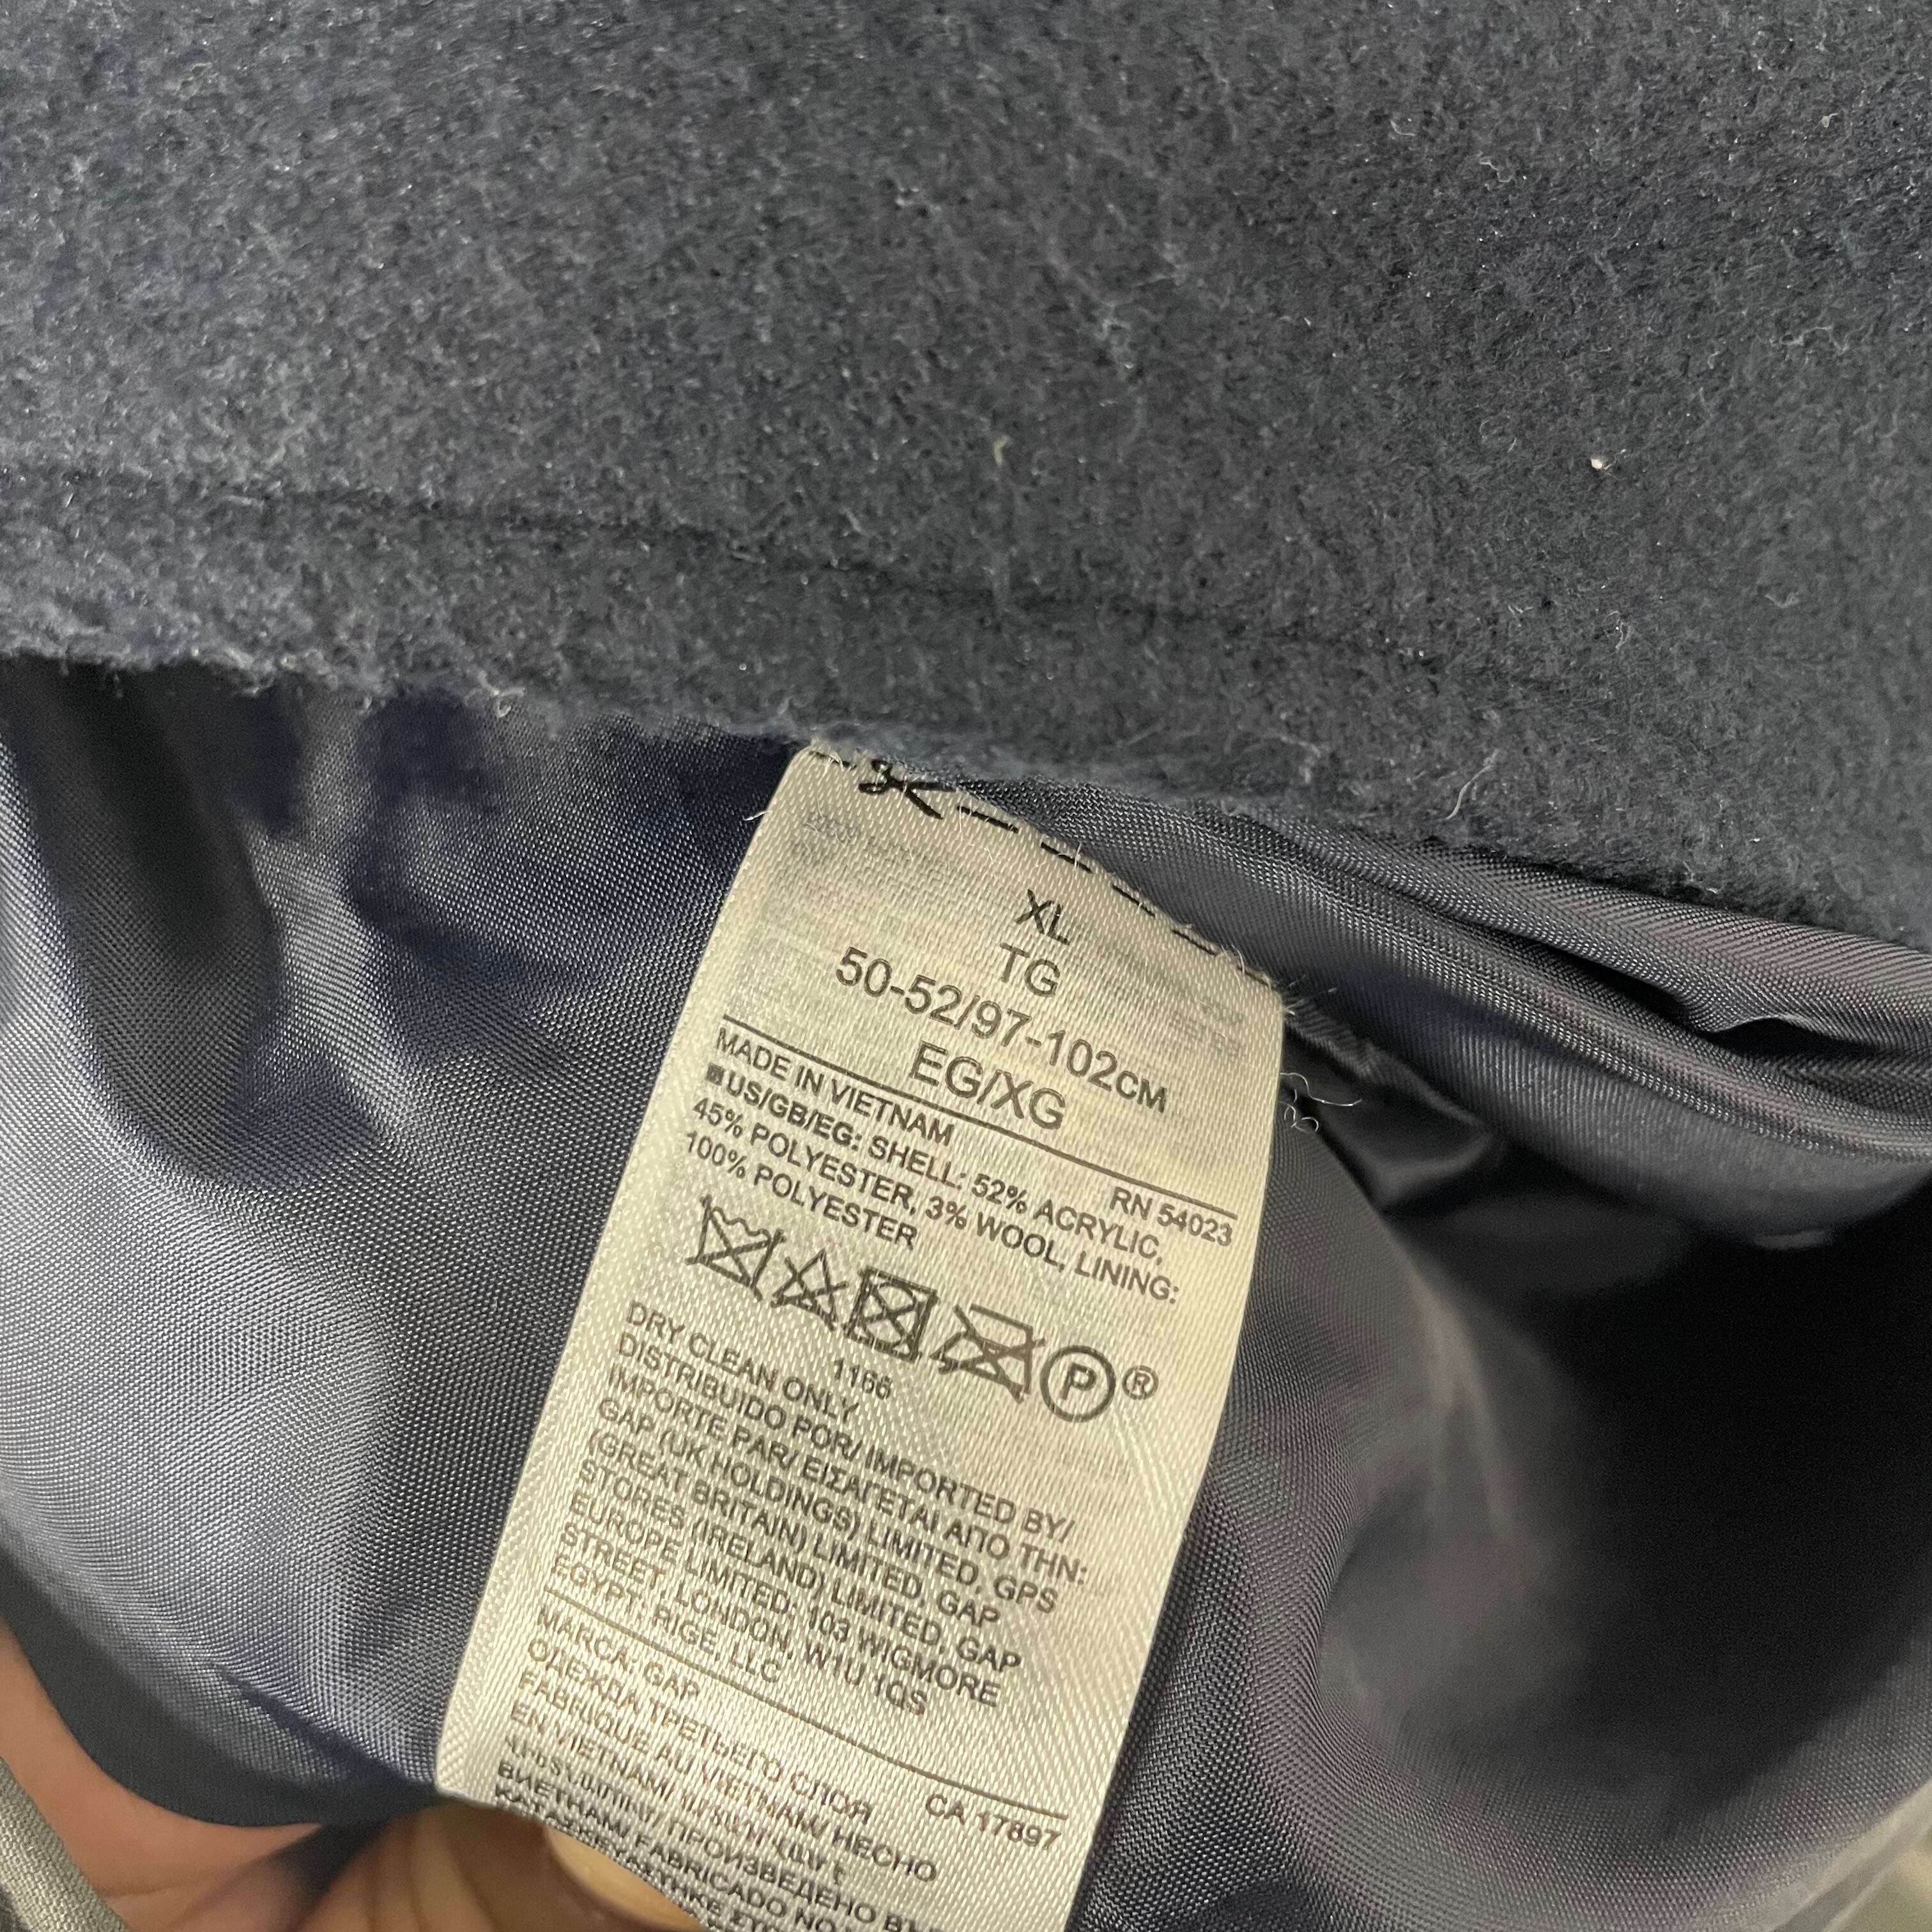 XL
TG
50-52/97-102CM
EG/XG
MADE IN VIETNAM
RN 54023
US/GB/EG: SHELL: 52% ACRYLIC,
45% POLYESTER, 3% WOOL, LINING:
100% POLYESTER
P®
1166
DRY CLEAN ONLY
DISTRIBUIDO POR/ IMPORTED BY/
IMPORTE PAR/ ΕΙΣΑΓΕΤΑΙ ΑΠΟ ΤΗΝ:
GAP (UK HOLDINGS) LIMITED, GPS
(GREAT BRITAIN) LIMITED, GAP
STORES (IRELAND) LIMITED, GAP
EUROPE LIMITED: 103 WIGMORE
STREET, LONDON, W1U 1QS
EGYPT: RIGE, LLC
MARCA: GAP
CA 17897
ОДЕЖДА ТРЕТЬЕГО СЛОЯ
FABRIQUE AU VIETNAM/ HECHO
EN VIETNAM/
ВИЕТНАМ/ ПРОИЗВЕДЕНО
FABRICADO NO